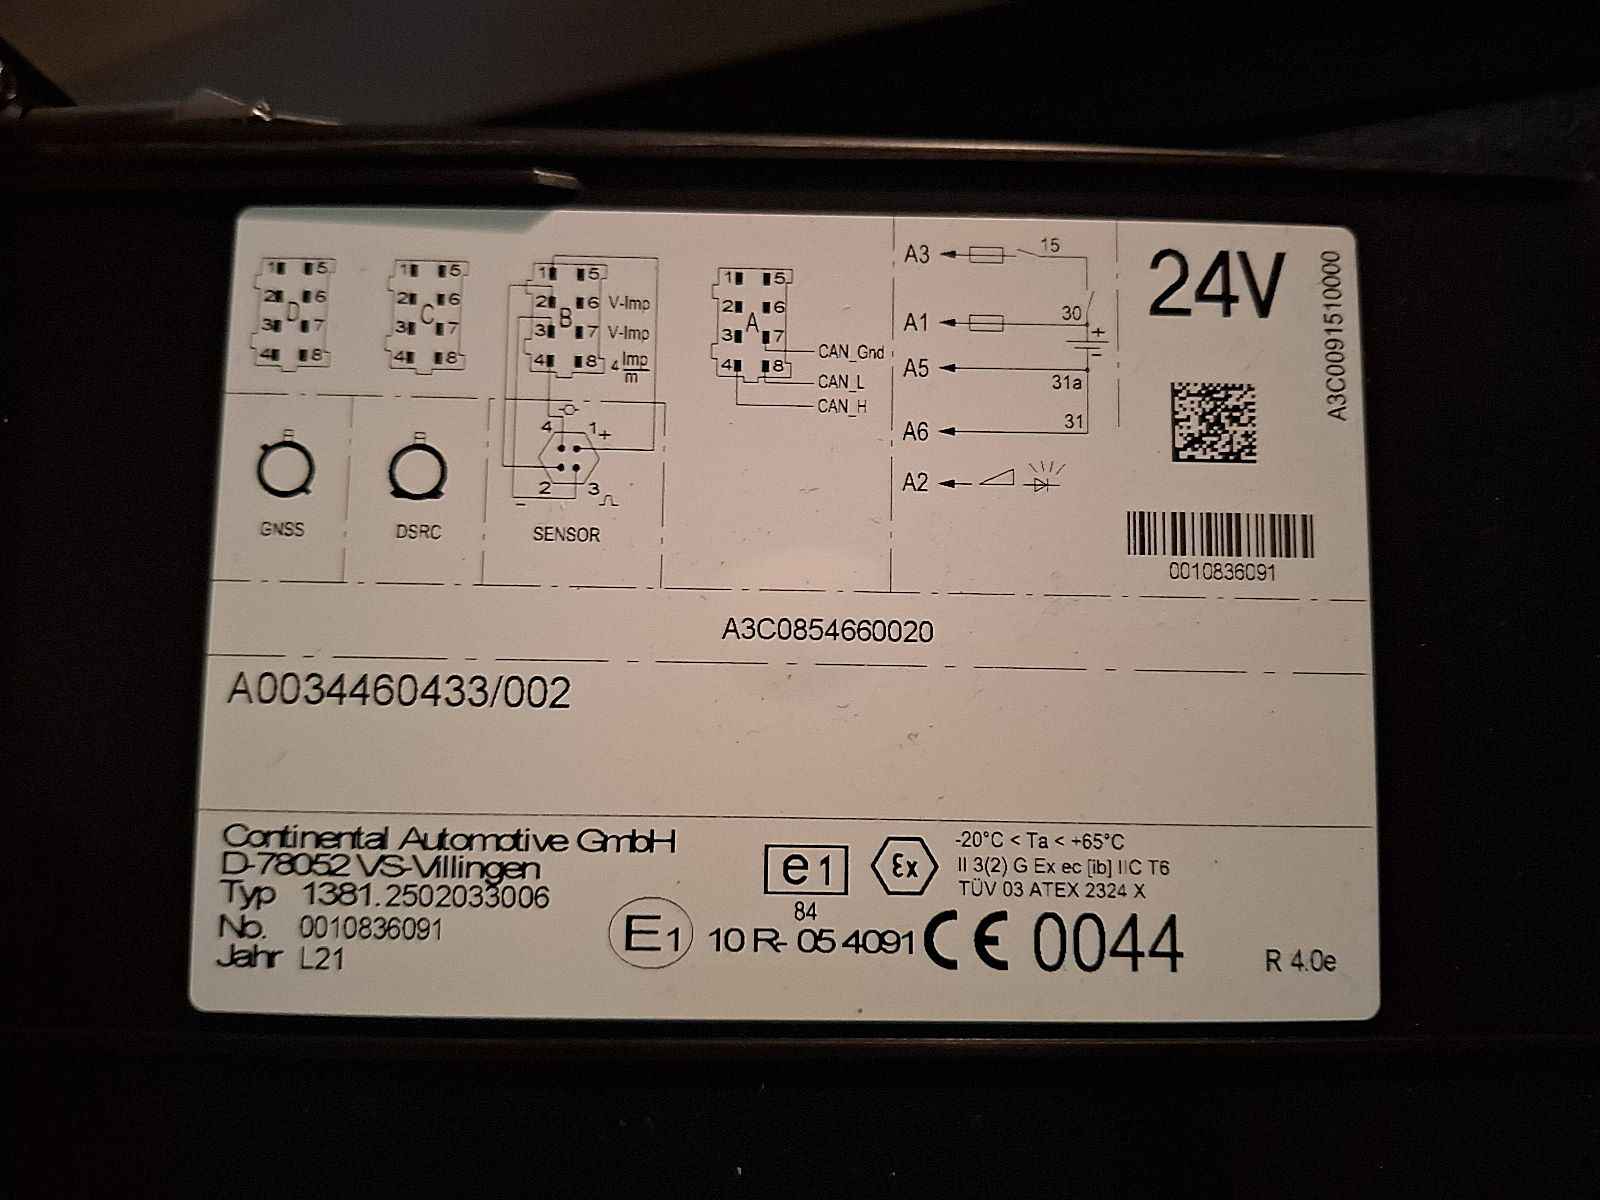 1 5
2 6
3 D 7
4 8
1 5
2 6
3 C 7
4 8
1 5
2 6 V-Imp
3 B 7 V-Imp
4 8 4 Imp/m
1 5
2 6
3 A 7
4 8
CAN_Gnd
CAN_L
CAN_H
A3 15
A1 30
+
-
A5 31a
A6 31
A2
24V
A3C0091510000
GNSS
DSRC
4 1 +
2 3
-
SENSOR
0010836091
A3C0854660020
A0034460433/002
Continental Automotive GmbH
D-78052 VS-Villingen
Typ 1381.2502033006
No. 0010836091
Jahr L21
e1
84
E1 10 R- 05 4091
εx
-20°C < Ta < +65°C
II 3(2) G Ex ec [ib] IIC T6
TÜV 03 ATEX 2324 X
CE 0044
R 4.0e